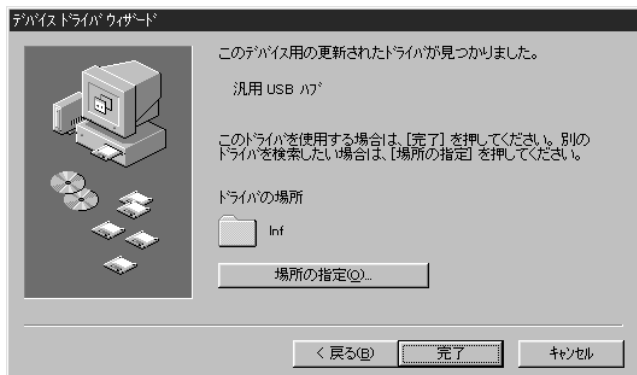 ﾃﾞﾊﾞｲｽ ﾄﾞﾗｲﾊﾞ ｳｨｻﾞｰﾄﾞ
このﾃﾞﾊﾞｲｽ用の更新されたﾄﾞﾗｲﾊﾞが見つかりました。
汎用 USB ﾊﾌﾞ
このﾄﾞﾗｲﾊﾞを使用する場合は、[完了] を押してください。別の
ﾄﾞﾗｲﾊﾞを検索したい場合は、[場所の指定] を押してください。
ﾄﾞﾗｲﾊﾞの場所
Inf
場所の指定(O)...
< 戻る(B)
完了
ｷｬﾝｾﾙ